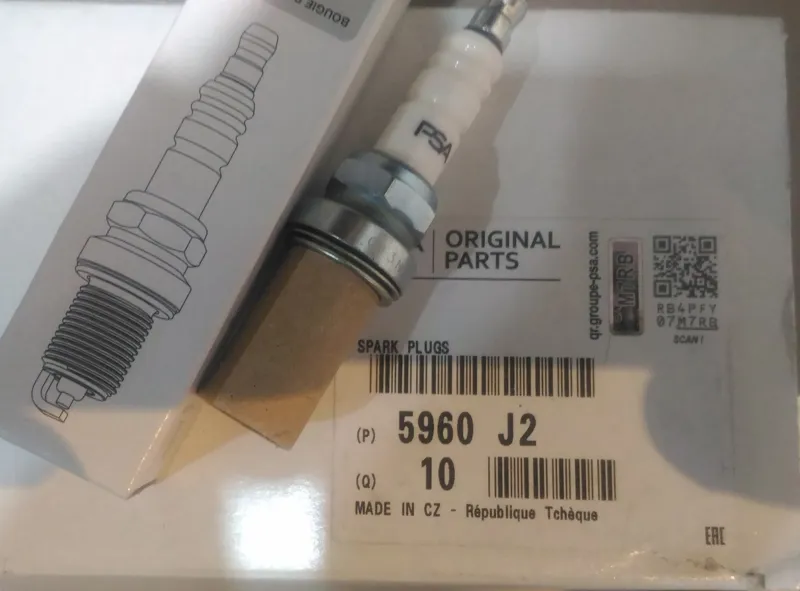 BOUGIE
PSA
ORIGINAL
PARTS
qr.groupe-psa.com
M7RB
RB4PFY
07M7RB
SCAN!
SPARK PLUGS
(P) 5960 J2
(Q) 10
MADE IN CZ - République Tchèque
EAC